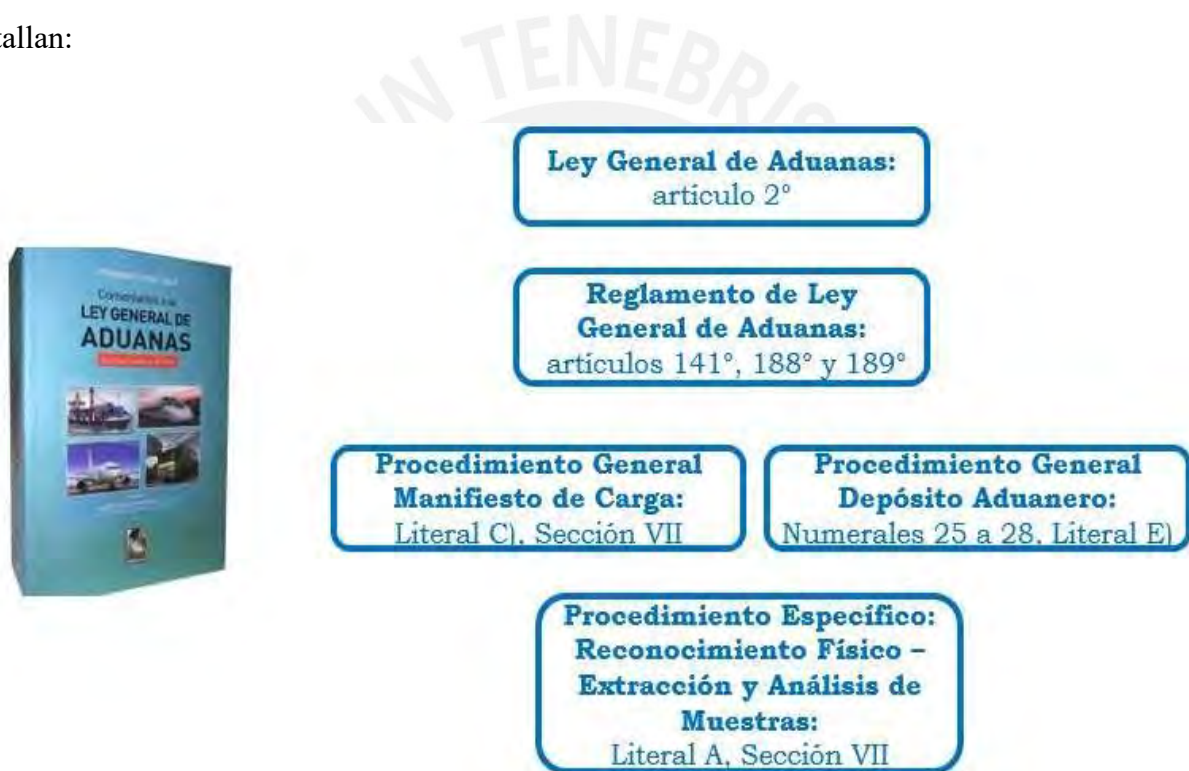 tallan:
IN TENEBRIS
Ley General de Aduanas:
artículo 2°
Reglamento de Ley
General de Aduanas:
artículos 141°, 188° y 189°
LEY GENERAL DE
ADUANAS
Procedimiento General
Manifiesto de Carga:
Literal C), Sección VII
Procedimiento General
Depósito Aduanero:
Numerales 25 a 28, Literal E)
Procedimiento Específico:
Reconocimiento Físico –
Extracción y Análisis de
Muestras:
Literal A, Sección VII